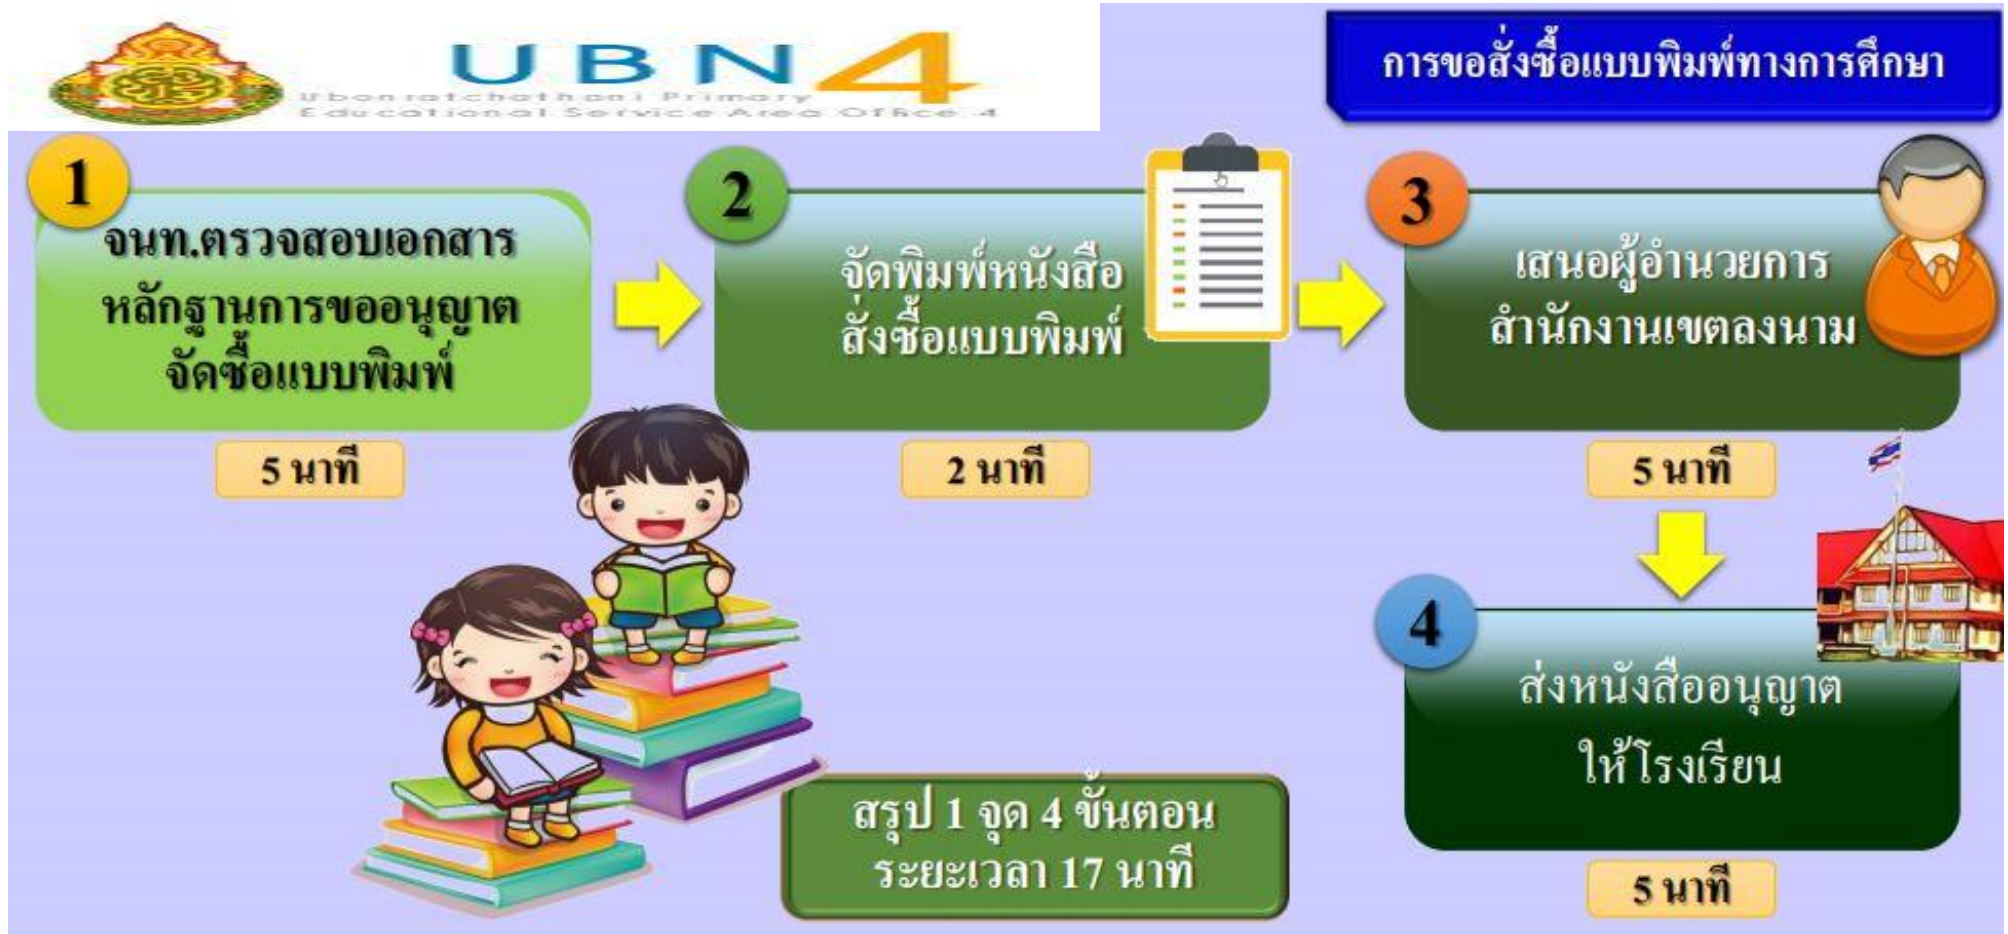 UBN4
Ubonratchathani Primary
Educational Service Area Office 4
การขอสั่งซื้อแบบพิมพ์ทางการศึกษา
1
จนท.ตรวจสอบเอกสาร
หลักฐานการขออนุญาต
จัดซื้อแบบพิมพ์
5 นาที
2
จัดพิมพ์หนังสือ
สั่งซื้อแบบพิมพ์
2 นาที
3
เสนอผู้อำนวยการ
สำนักงานเขตลงนาม
5 นาที
4
ส่งหนังสืออนุญาต
ให้โรงเรียน
5 นาที
สรุป 1 จุด 4 ขั้นตอน
ระยะเวลา 17 นาที